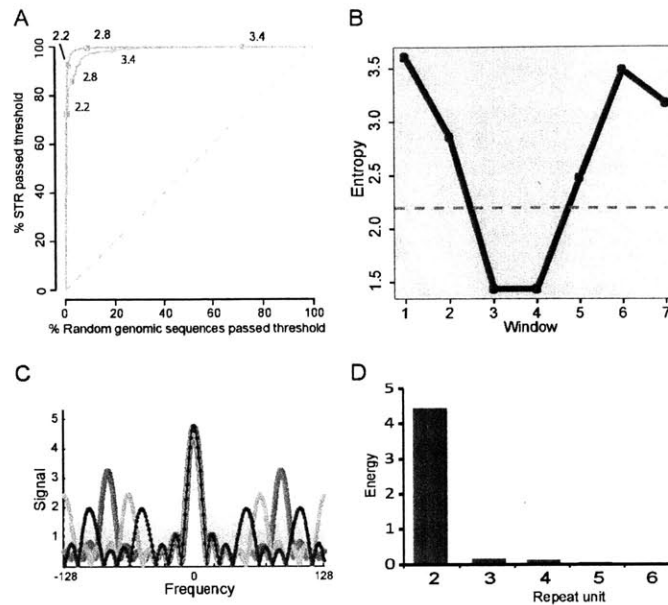 A
2.2
2.8
3.4
2.8
3.4
2.2
100
80
60
40
20
0
% STR passed threshold
0 20 40 60 80 100
% Random genomic sequences passed threshold
B
3.5
3.0
2.5
2.0
1.5
Entropy
1 2 3 4 5 6 7
Window
C
5
4
3
2
1
Signal
-128 0 128
Frequency
D
5
4
3
2
1
0
Energy
2 3 4 5 6
Repeat unit